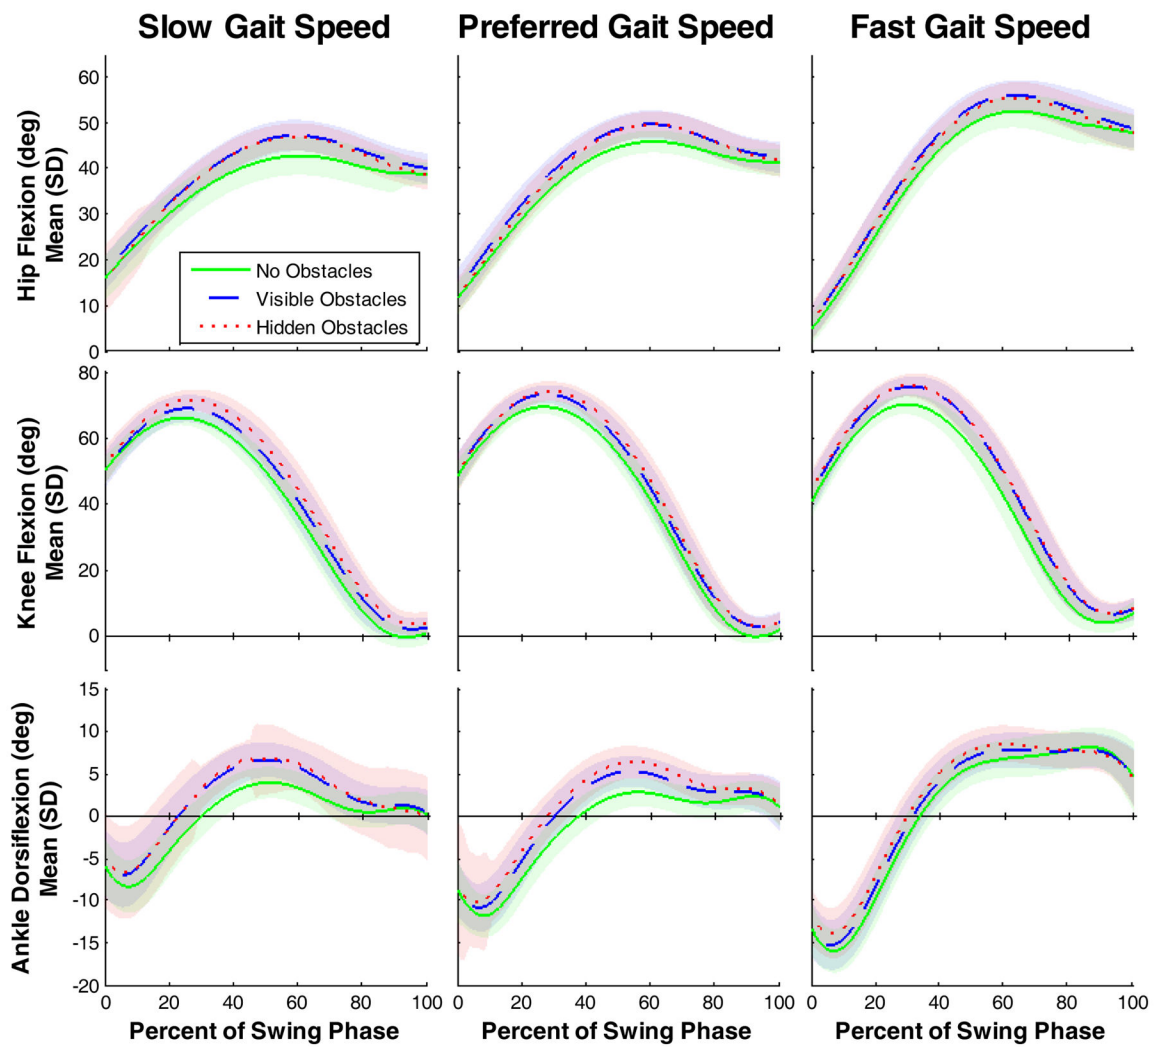 Slow Gait Speed Preferred Gait Speed Fast Gait Speed
Hip Flexion (deg)
Mean (SD)
60
50
40
30
20
10
0
No Obstacles
Visible Obstacles
Hidden Obstacles
Knee Flexion (deg)
Mean (SD)
80
60
40
20
0
Ankle Dorsiflexion (deg)
Mean (SD)
15
10
5
0
-5
-10
-15
-20
0 20 40 60 80 100 0 20 40 60 80 100 0 20 40 60 80 100
Percent of Swing Phase Percent of Swing Phase Percent of Swing Phase